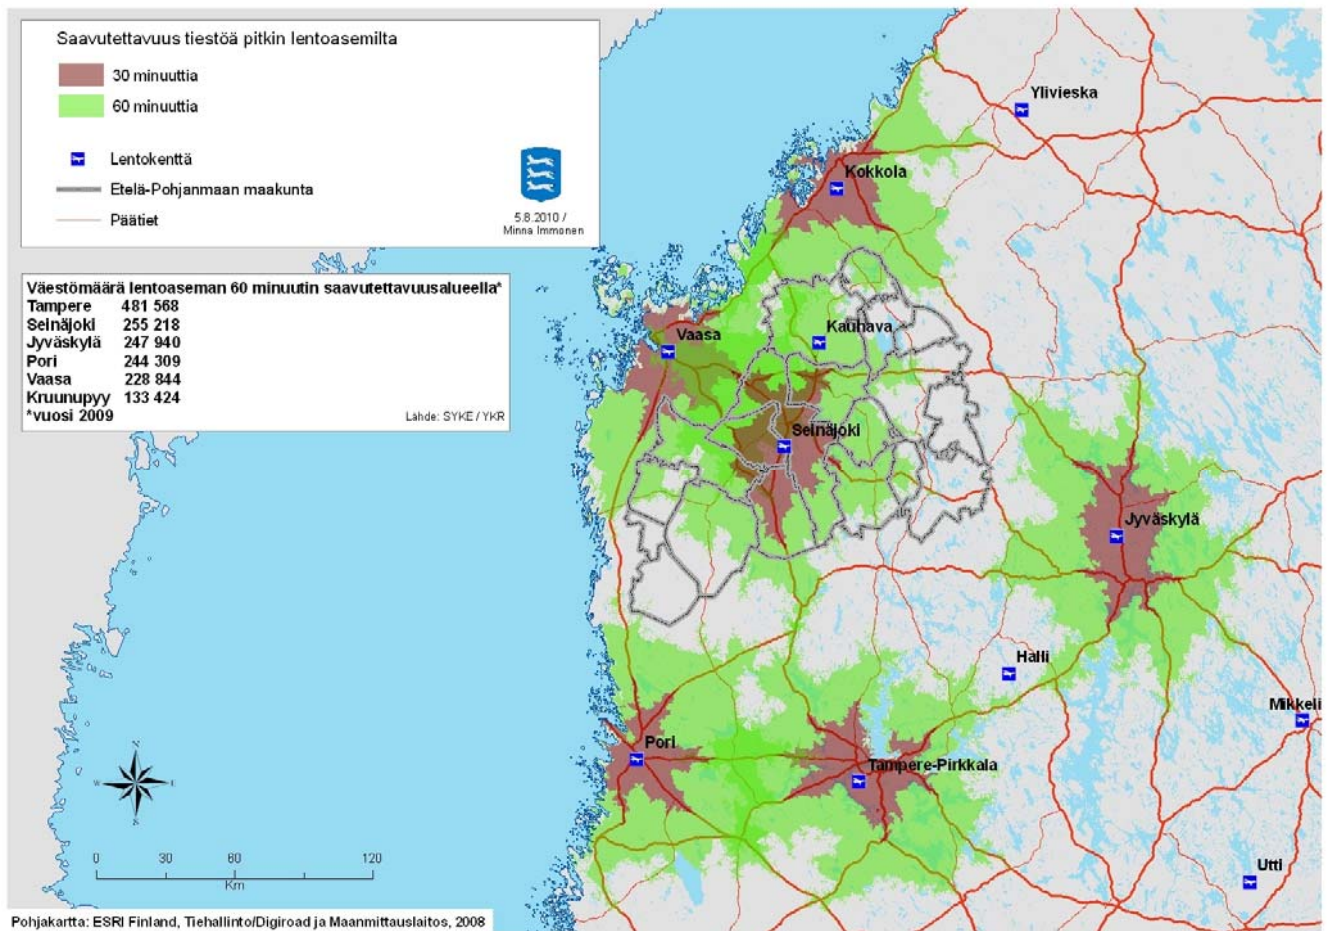 Saavutettavuus tiestöä pitkin lentoasemilta
30 minuuttia
60 minuuttia
Lentokenttä
Etelä-Pohjanmaan maakunta
Päätiet
5.8.2010 /
Minna Immonen
Väestömäärä lentoaseman 60 minuutin saavutettavuusalueella*
Tampere 481 568
Seinäjoki 255 218
Jyväskylä 247 940
Pori 244 309
Vaasa 228 844
Kruunupyy 133 424
*vuosi 2009
Lähde: SYKE / YKR
Ylivieska
Kokkola
Kauhava
Vaasa
Seinäjoki
Jyväskylä
Halli
Mikkeli
Pori
Tampere-Pirkkala
Utti
N
W
E
S
0 30 60 120
Km
Pohjakartta: ESRI Finland, Tiehallinto/Digiroad ja Maanmittauslaitos, 2008